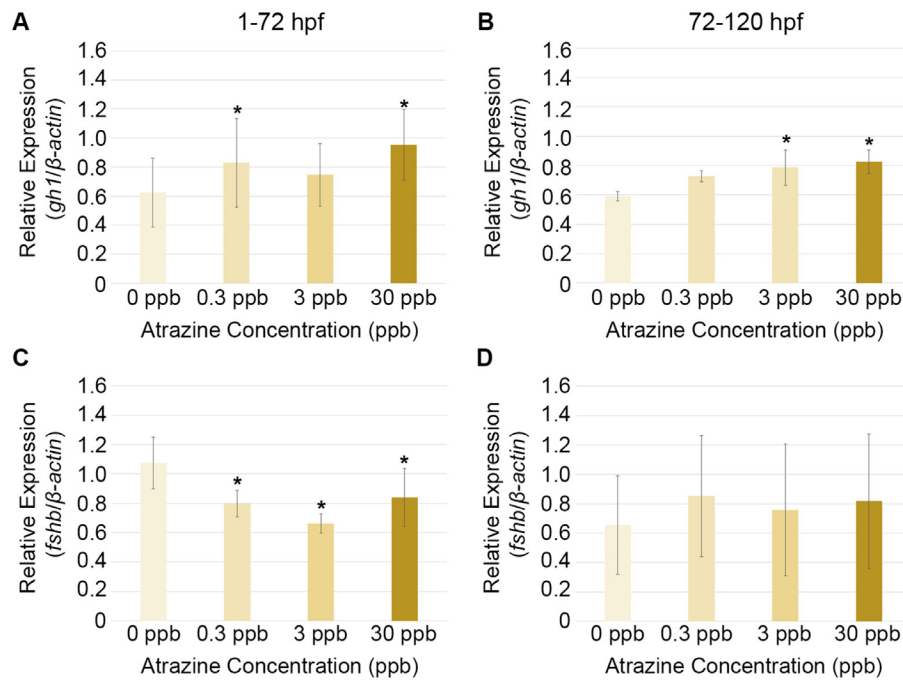 A
1-72 hpf
Relative Expression
(gh1/β-actin)
1.6
1.4
1.2
1.0
0.8
0.6
0.4
0.2
0
*
*
0 ppb 0.3 ppb 3 ppb 30 ppb
Atrazine Concentration (ppb)
B
72-120 hpf
Relative Expression
(gh1/β-actin)
1.6
1.4
1.2
1.0
0.8
0.6
0.4
0.2
0
*
*
0 ppb 0.3 ppb 3 ppb 30 ppb
Atrazine Concentration (ppb)
C
Relative Expression
(fshb/β-actin)
1.6
1.4
1.2
1.0
0.8
0.6
0.4
0.2
0
*
*
*
0 ppb 0.3 ppb 3 ppb 30 ppb
Atrazine Concentration (ppb)
D
Relative Expression
(fshb/β-actin)
1.6
1.4
1.2
1.0
0.8
0.6
0.4
0.2
0
0 ppb 0.3 ppb 3 ppb 30 ppb
Atrazine Concentration (ppb)